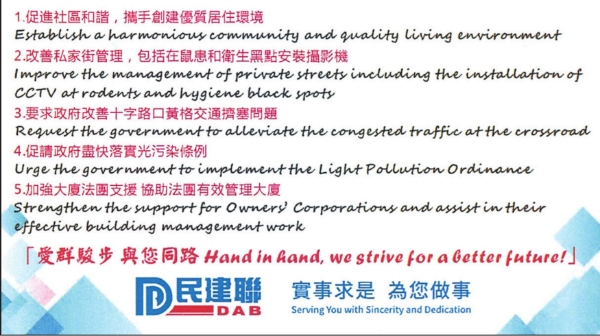 1.促進社區和諧，攜手創建優質居住環境
Establish a harmonious community and quality living environment
2.改善私家街管理，包括在鼠患和衛生黑點安裝攝影機
Improve the management of private streets including the installation of
CCTV at rodents and hygiene black spots
3.要求政府改善十字路口黃格交通擠塞問題
Request the government to alleviate the congested traffic at the crossroad
4.促請政府盡快落實光污染條例
Urge the government to implement the Light Pollution Ordinance
5.加強大廈法團支援 協助法團有效管理大廈
Strengthen the support for Owners' Corporations and assist in their
effective building management work
「愛群駿步 與您同路 Hand in hand, we strive for a better future!」
民建聯 實事求是 為您做事
DAB Serving You with Sincerity and Dedication